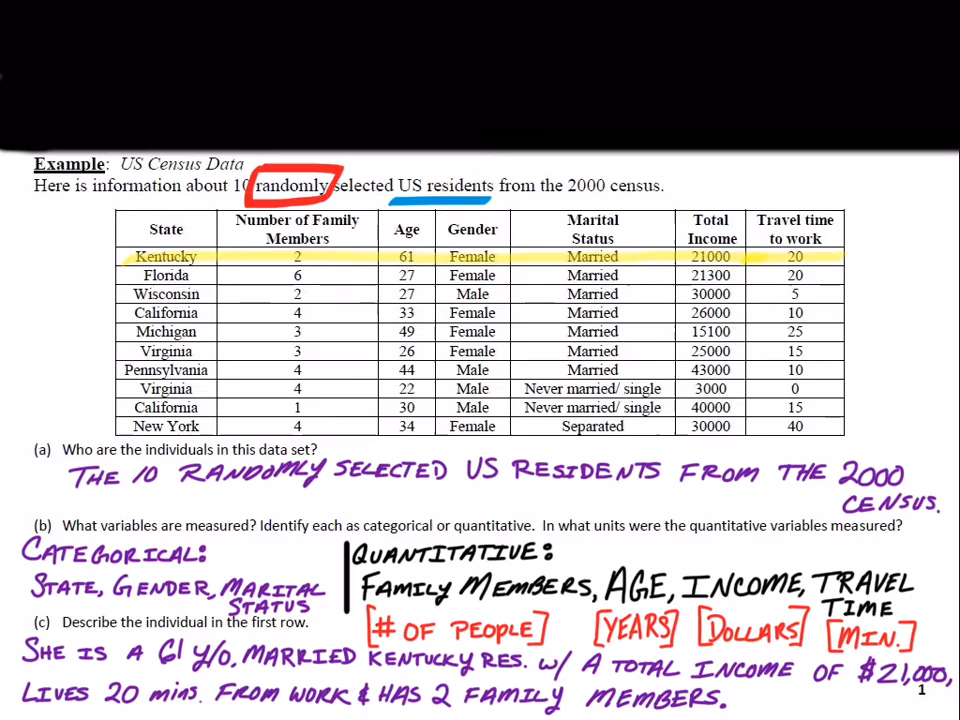 Example: US Census Data
Here is information about 10 randomly selected US residents from the 2000 census.
State Number of Family Members Age Gender Marital Status Total Income Travel time to work
Kentucky 2 61 Female Married 21000 20
Florida 6 27 Female Married 21300 20
Wisconsin 2 27 Male Married 30000 5
California 4 33 Female Married 26000 10
Michigan 3 49 Female Married 15100 25
Virginia 3 26 Female Married 25000 15
Pennsylvania 4 44 Male Married 43000 10
Virginia 4 22 Male Never married/ single 3000 0
California 1 30 Male Never married/ single 40000 15
New York 4 34 Female Separated 30000 40
(a) Who are the individuals in this data set?
THE 10 RANDOMLY SELECTED US RESIDENTS FROM THE 2000
CENSUS.
(b) What variables are measured? Identify each as categorical or quantitative. In what units were the quantitative variables measured?
CATEGORICAL:
STATE, GENDER, MARITAL
STATUS
QUANTITATIVE:
FAMILY MEMBERS, AGE, INCOME, TRAVEL
TIME
[# OF PEOPLE] [YEARS] [DOLLARS] [MIN.]
(c) Describe the individual in the first row.
SHE IS A 61 Y/O, MARRIED KENTUCKY RES. W/ A TOTAL INCOME OF $21,000,
LIVES 20 MINS. FROM WORK & HAS 2 FAMILY MEMBERS.
1